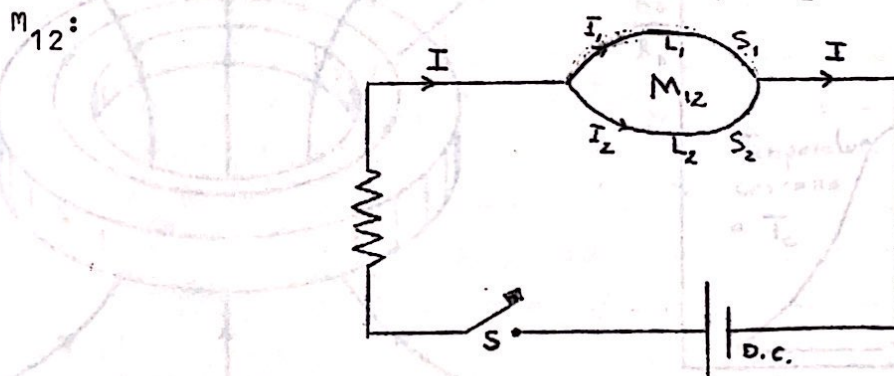 M₁₂:
I
I₁ L₁ S₁
I
M₁₂
I₂ L₂ S₂
S
D.C.